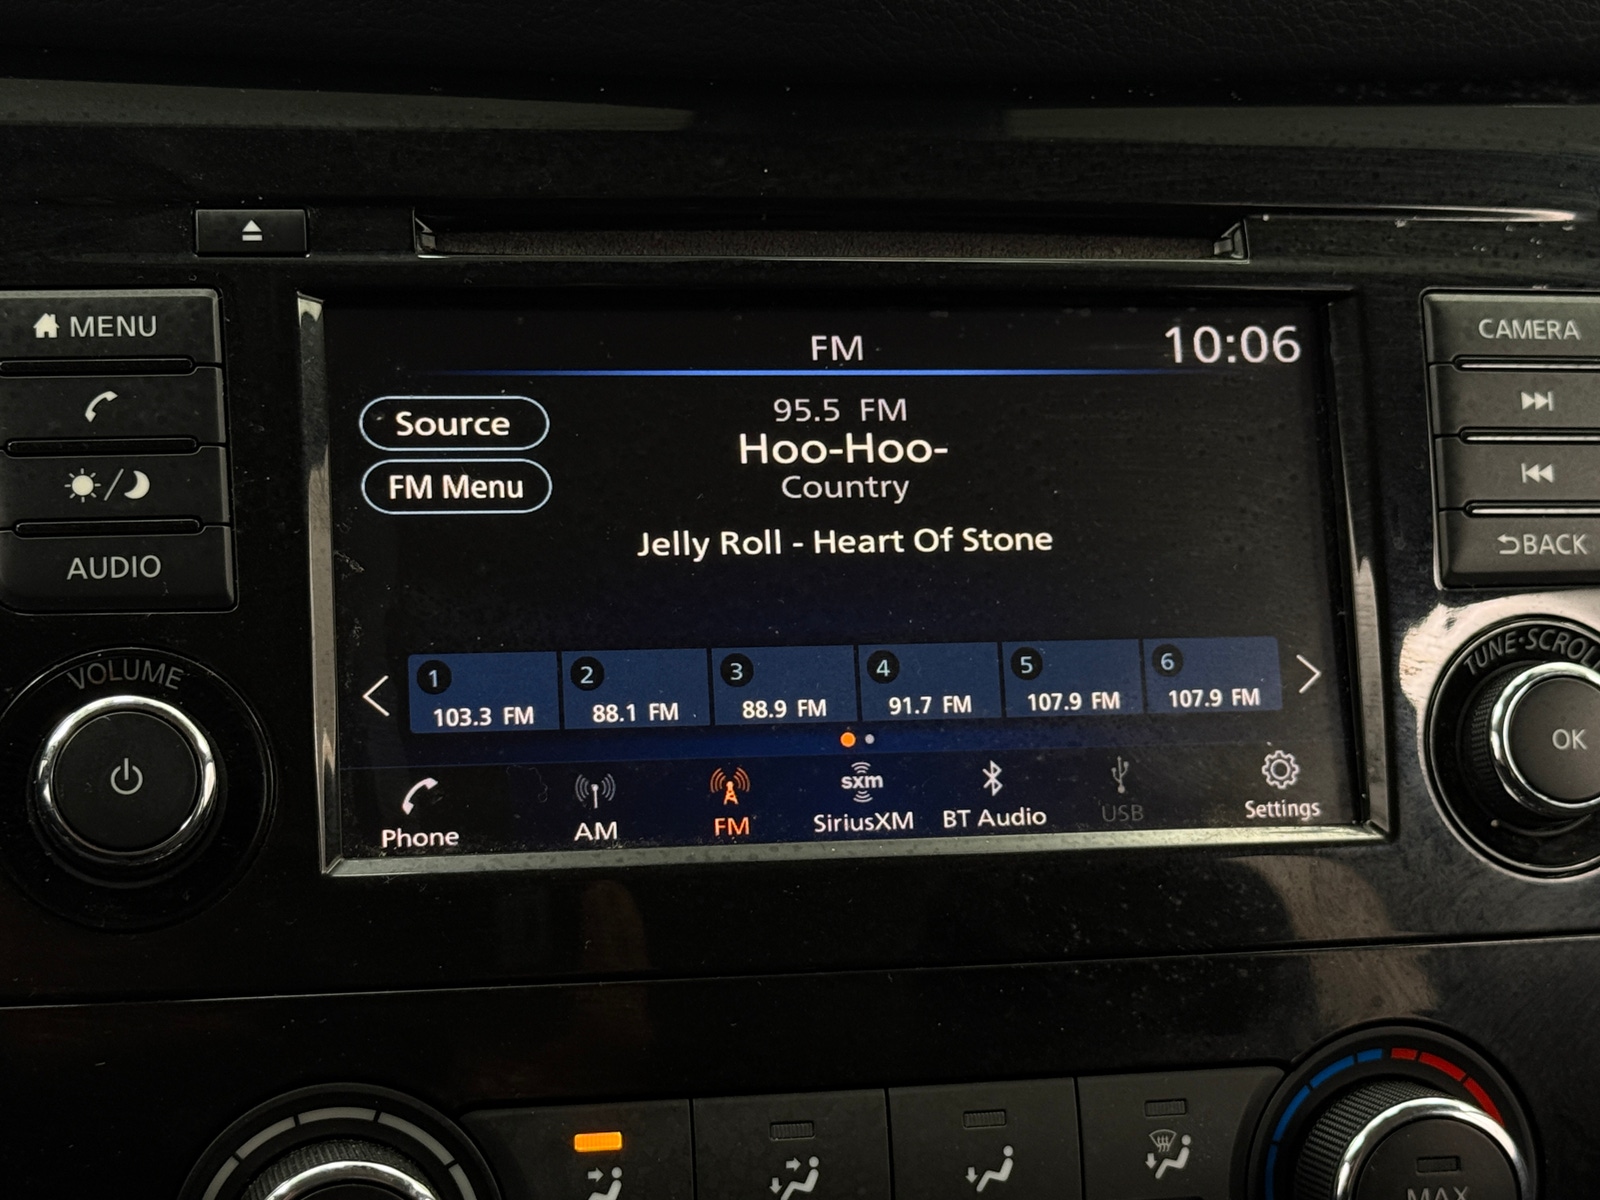 MENU
AUDIO
VOLUME
FM
10:06
Source
FM Menu
95.5 FM
Hoo-Hoo-
Country
Jelly Roll - Heart Of Stone
1
103.3 FM
2
88.1 FM
3
88.9 FM
4
91.7 FM
5
107.9 FM
6
107.9 FM
Phone
AM
FM
sxm
SiriusXM
BT Audio
USB
Settings
CAMERA
BACK
TUNE·SCROLL
OK
MAX